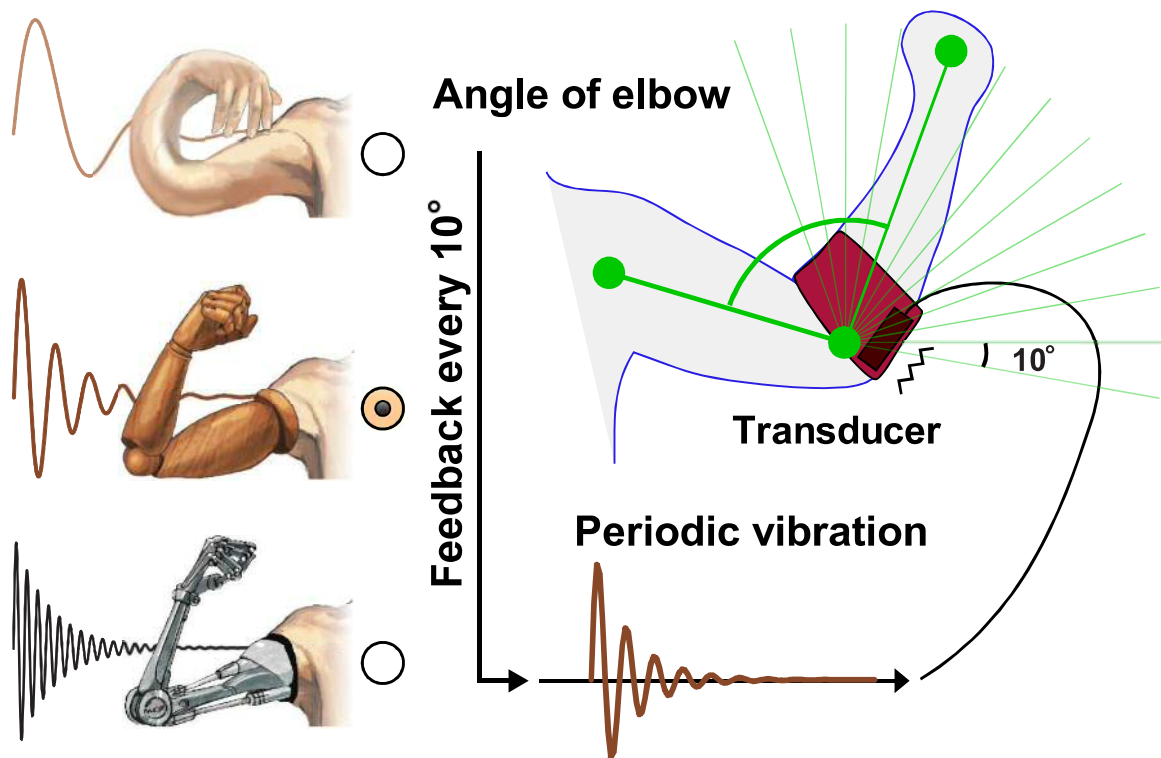 Angle of elbow
Feedback every 10°
10°
Transducer
Periodic vibration